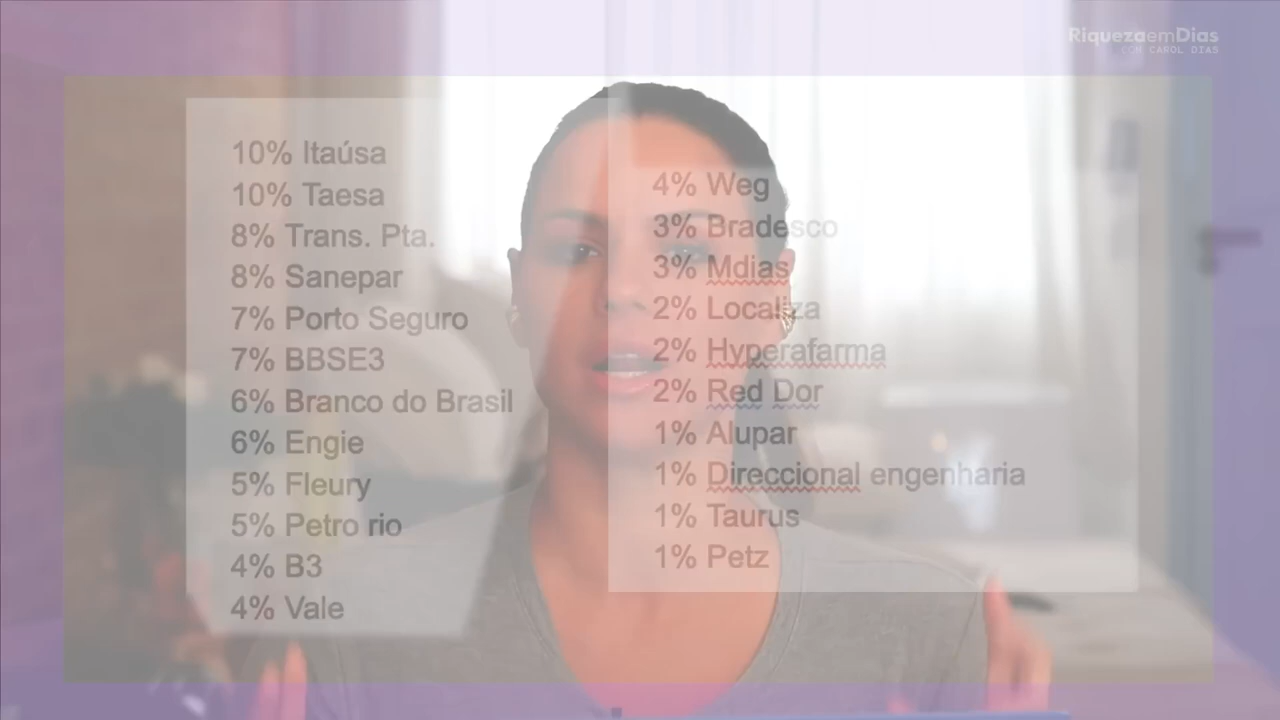 RiquezaemDias
COM CAROL DIAS
10% Itaúsa
10% Taesa
8% Trans. Pta.
8% Sanepar
7% Porto Seguro
7% BBSE3
6% Branco do Brasil
6% Engie
5% Fleury
5% Petro rio
4% B3
4% Vale
4% Weg
3% Bradesco
3% Mdias
2% Localiza
2% Hyperafarma
2% Red Dor
1% Alupar
1% Direccional engenharia
1% Taurus
1% Petz